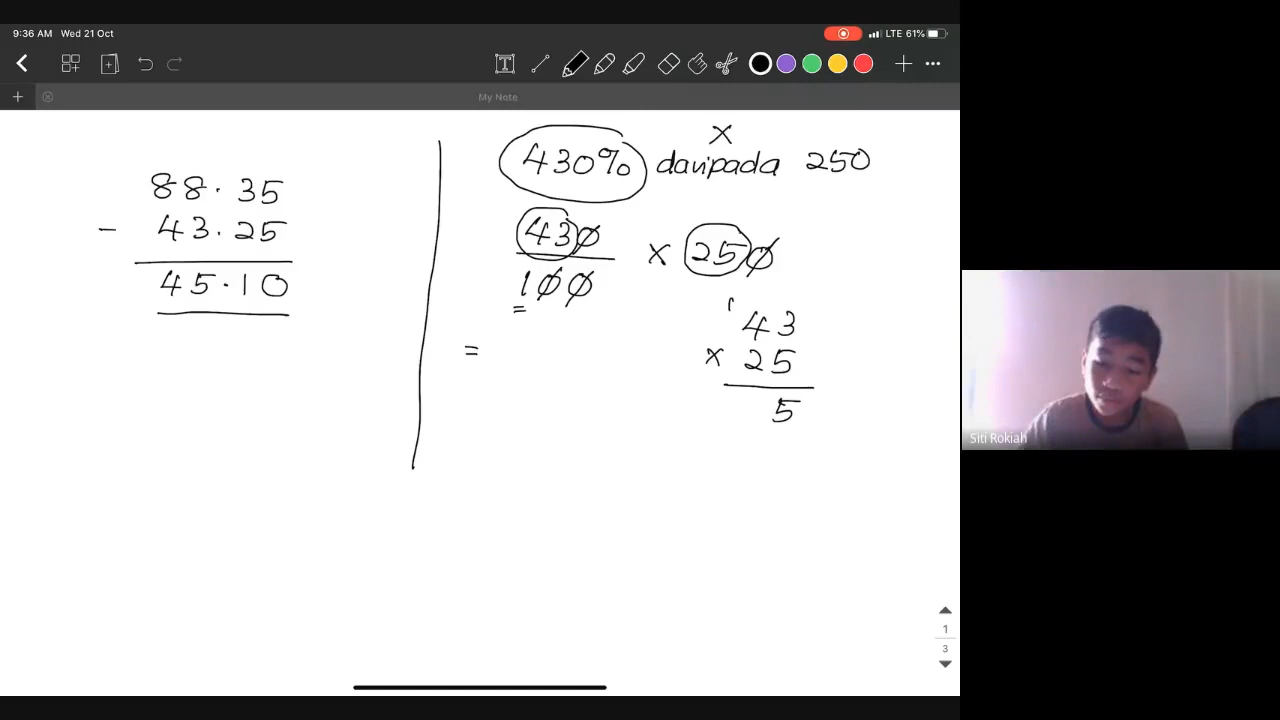 9:36 AM Wed 21 Oct
LTE 61%
T
My Note
88.35
- 43.25
45.10
×
430% daripada 250
430 × 250
100
=
1
43
× 25
5
=
1
3
Siti Rokiah